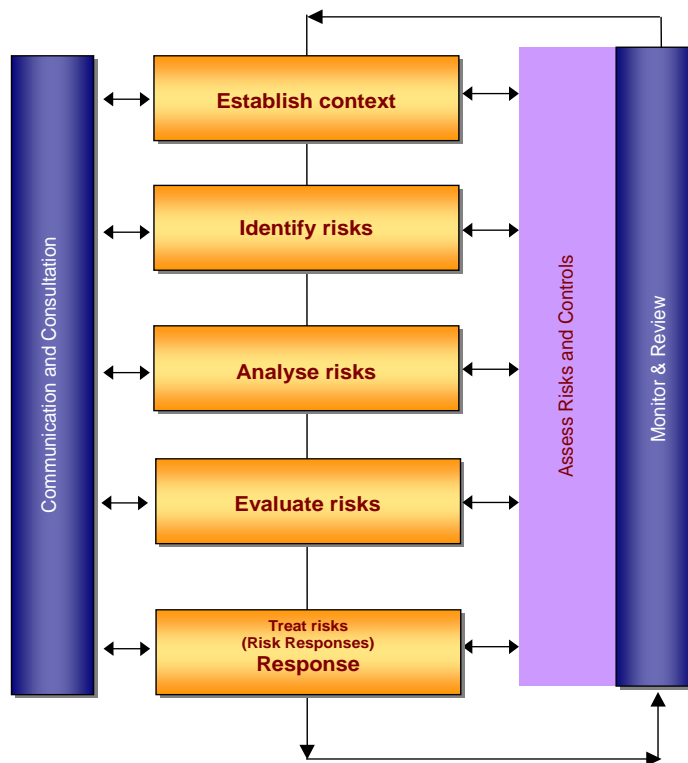 Communication and Consultation
Establish context
Identify risks
Analyse risks
Evaluate risks
Treat risks
(Risk Responses)
Response
Assess Risks and Controls
Monitor & Review